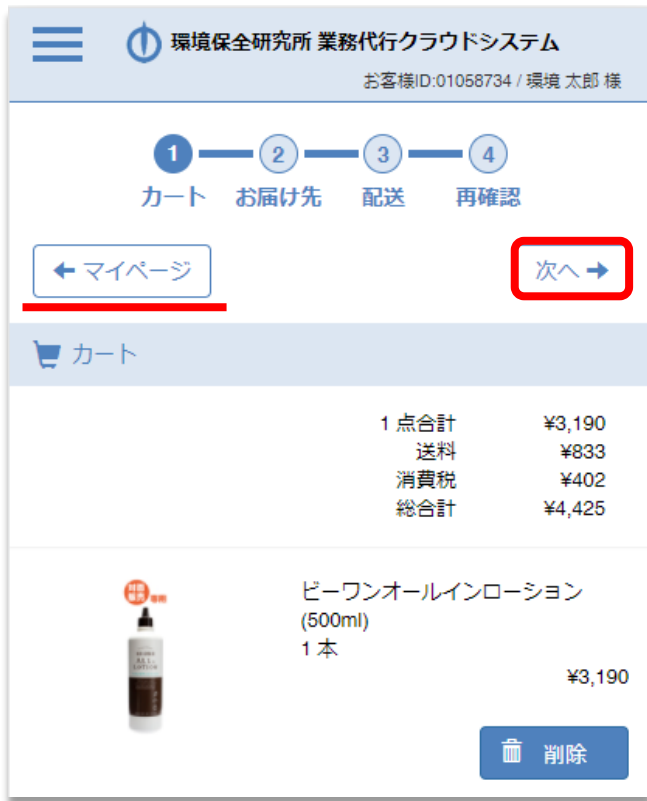 環境保全研究所 業務代行クラウドシステム
お客様ID:01058734 / 環境 太郎 様
1 2 3 4
カート お届け先 配送 再確認
マイページ 次へ
カート
1 点合計 ¥3,190
送料 ¥833
消費税 ¥402
総合計 ¥4,425
ビーワンオールインローション
(500ml)
1 本
¥3,190
削除